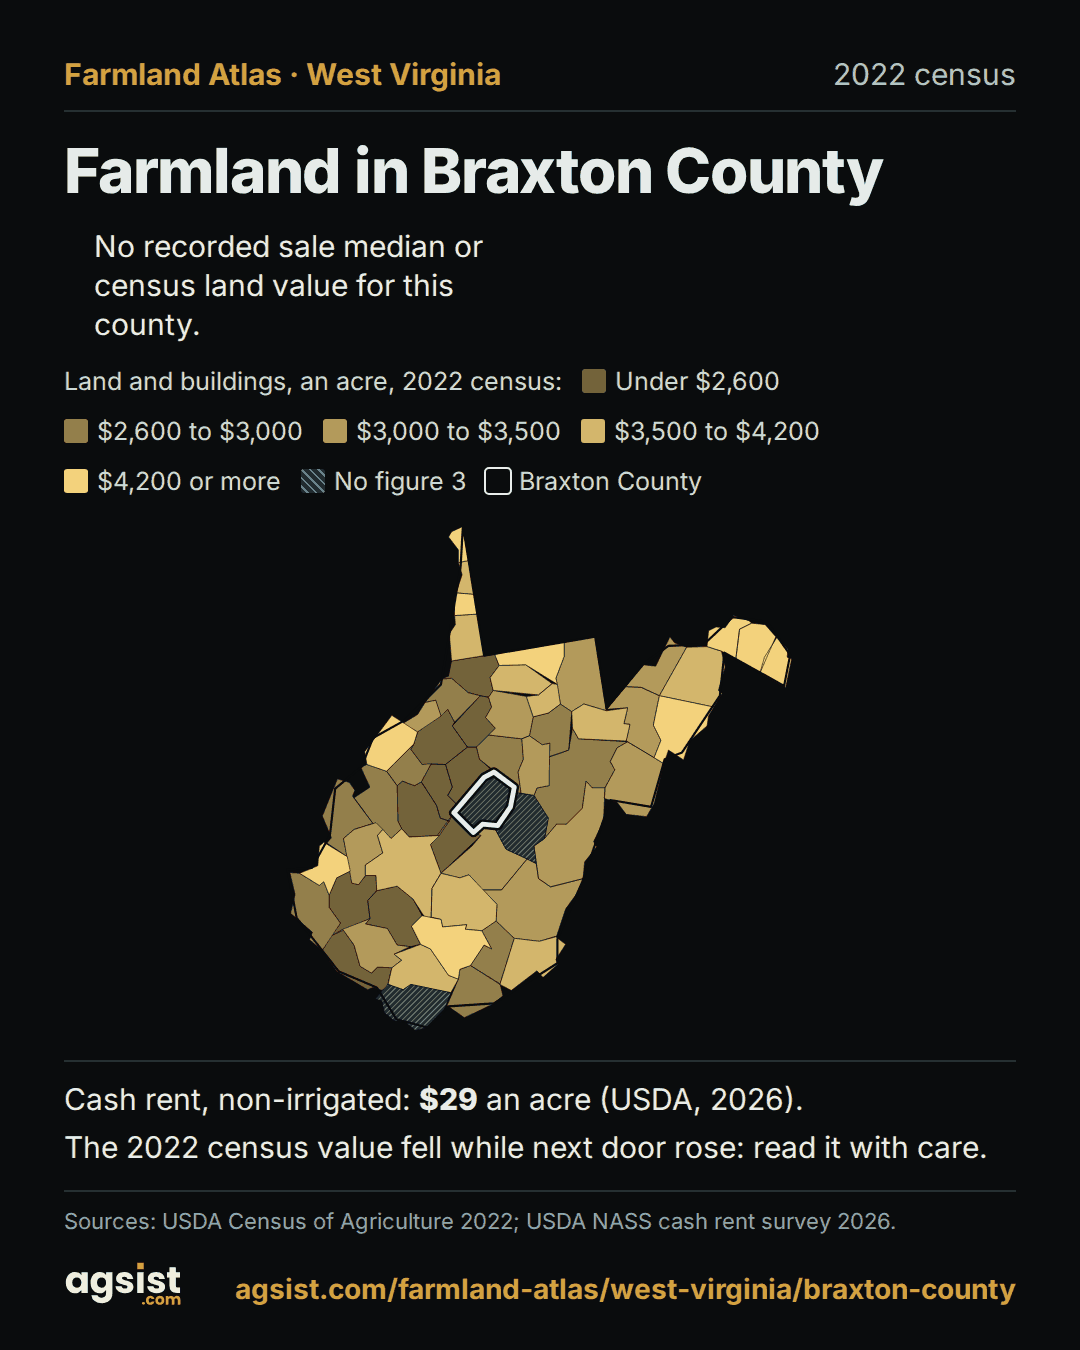 Farmland Atlas · West Virginia
2022 census
Farmland in Braxton County
No recorded sale median or
census land value for this
county.
Land and buildings, an acre, 2022 census: Under $2,600
$2,600 to $3,000 $3,000 to $3,500 $3,500 to $4,200
$4,200 or more No figure 3 Braxton County
Cash rent, non-irrigated: $29 an acre (USDA, 2026).
The 2022 census value fell while next door rose: read it with care.
Sources: USDA Census of Agriculture 2022; USDA NASS cash rent survey 2026.
agsist
.com
agsist.com/farmland-atlas/west-virginia/braxton-county